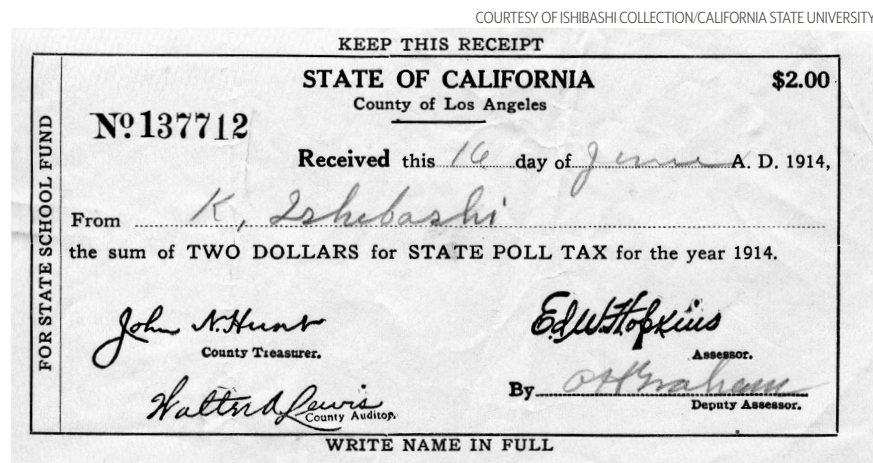 COURTESY OF ISHIBASHI COLLECTION/CALIFORNIA STATE UNIVERSITY
KEEP THIS RECEIPT
STATE OF CALIFORNIA $2.00
County of Los Angeles
No 137712
Received this 16 day of June A. D. 1914,
From K. Ishibashi
the sum of TWO DOLLARS for STATE POLL TAX for the year 1914.
FOR STATE SCHOOL FUND
John N. Hunt
County Treasurer.
Ed W Hopkins
Assessor.
Walter A Lewis
County Auditor.
By Graham
Deputy Assessor.
WRITE NAME IN FULL